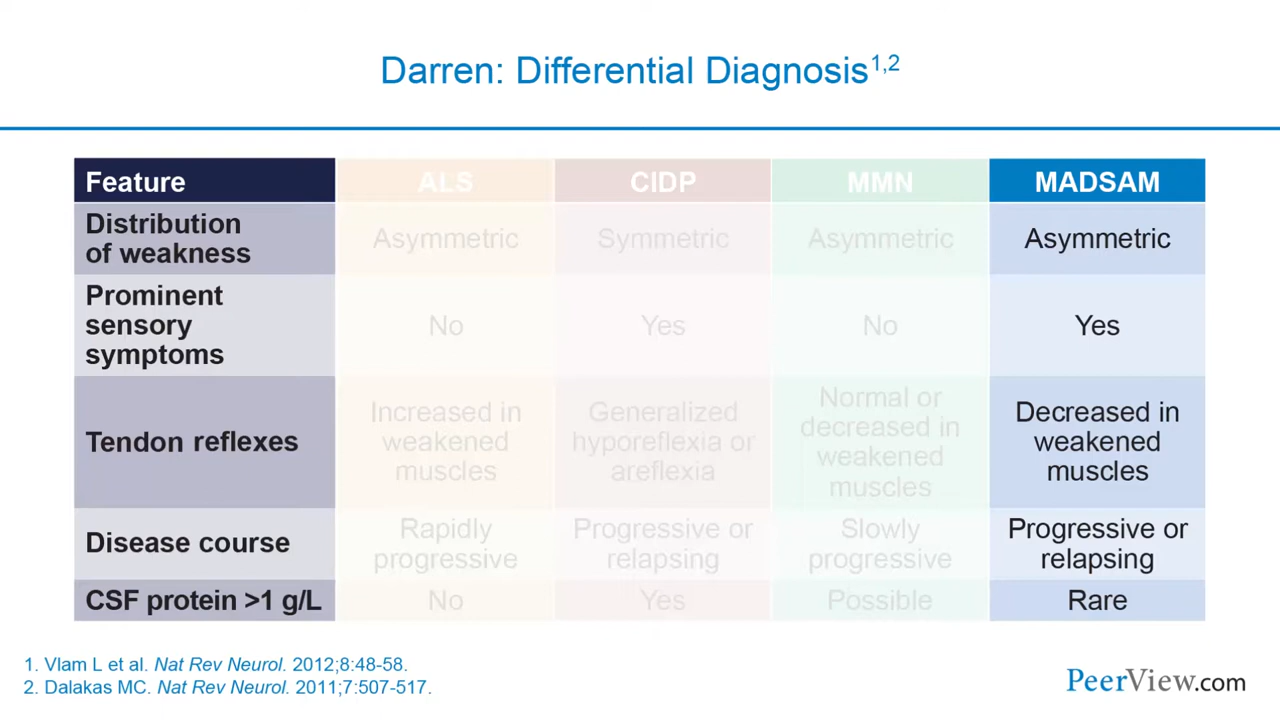 Darren: Differential Diagnosis1,2
Feature ALS CIDP MMN MADSAM
Distribution
of weakness
Asymmetric
Symmetric
Asymmetric
Asymmetric
Prominent
sensory
symptoms
No
Yes
No
Yes
Tendon reflexes
Increased in
weakened
muscles
Generalized
hyporeflexia or
areflexia
Normal or
decreased in
weakened
muscles
Decreased in
weakened
muscles
Disease course
Rapidly
progressive
Progressive or
relapsing
Slowly
progressive
Progressive or
relapsing
CSF protein >1 g/L
No
Yes
Possible
Rare
1. Vlam L et al. Nat Rev Neurol. 2012;8:48-58.
2. Dalakas MC. Nat Rev Neurol. 2011;7:507-517.
PeerView.com